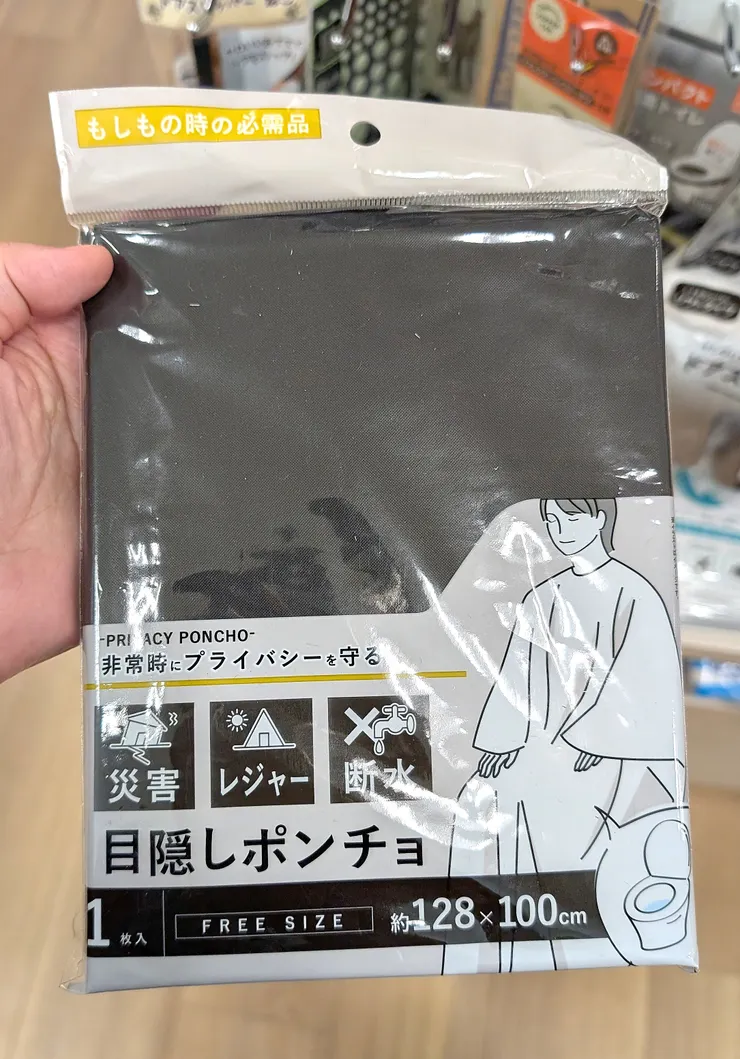 もしもの時の必需品
-PRIVACY PONCHO-
非常時にプライバシーを守る
災害
レジャー
断水
目隠しポンチョ
1枚入
FREE SIZE
約128×100cm